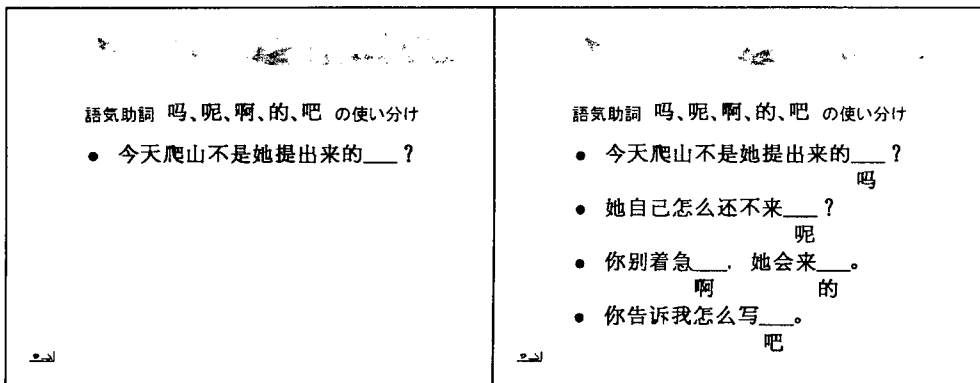 語気助詞 吗、呢、啊、的、吧 の使い分け
● 今天爬山不是她提出来的___？
語気助詞 吗、呢、啊、的、吧 の使い分け
● 今天爬山不是她提出来的___？
吗
● 她自己怎么还不来___？
呢
● 你别着急___. 她会来___。
啊 的
● 你告诉我怎么写___。
吧